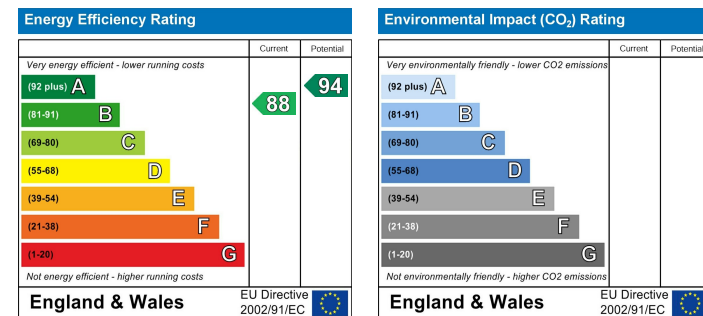 Energy Efficiency Rating
Current Potential
Very energy efficient - lower running costs
(92 plus) A
(81-91) B
(69-80) C
(55-68) D
(39-54) E
(21-38) F
(1-20) G
88
94
Not energy efficient - higher running costs
England & Wales
EU Directive
2002/91/EC
Environmental Impact (CO₂) Rating
Current Potential
Very environmentally friendly - lower CO2 emissions
(92 plus) A
(81-91) B
(69-80) C
(55-68) D
(39-54) E
(21-38) F
(1-20) G
Not environmentally friendly - higher CO2 emissions
England & Wales
EU Directive
2002/91/EC